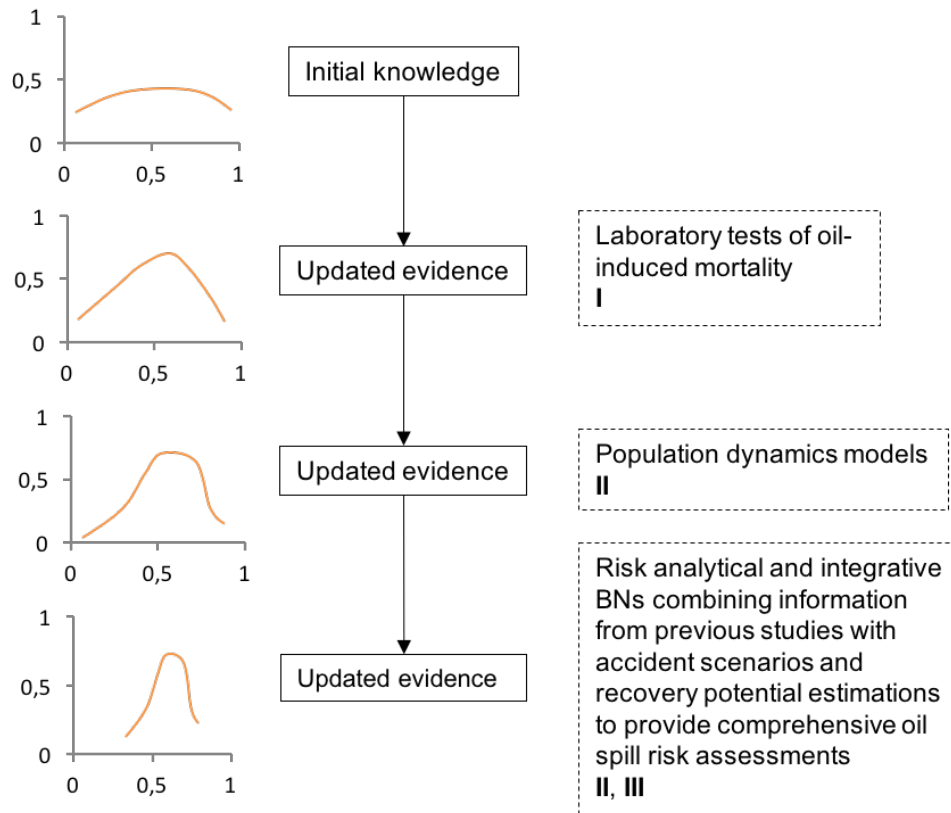 1
0,5
0
0
0,5
1
Initial knowledge
1
0,5
0
0
0,5
1
Updated evidence
Laboratory tests of oil-
induced mortality
I
1
0,5
0
0
0,5
1
Updated evidence
Population dynamics models
II
1
0,5
0
0
0,5
1
Updated evidence
Risk analytical and integrative
BNs combining information
from previous studies with
accident scenarios and
recovery potential estimations
to provide comprehensive oil
spill risk assessments
II, III